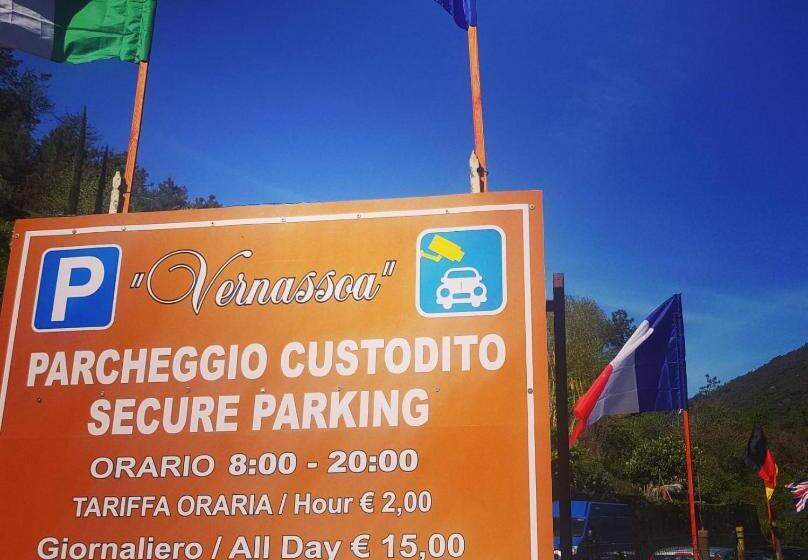 P "Vernassoa"
PARCHEGGIO CUSTODITO
SECURE PARKING
ORARIO 8:00 - 20:00
TARIFFA ORARIA / Hour € 2,00
Giornaliero / All Day € 15,00